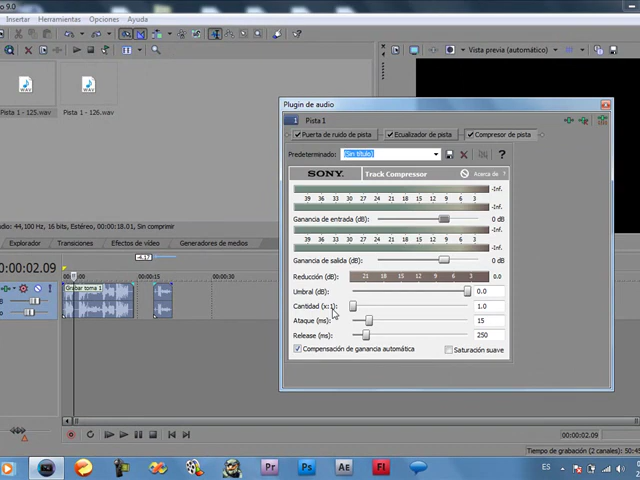 o 9.0
Insertar Herramientas Opciones Ayuda
Vista previa (automático)
Pista 1 - 125.wav Pista 1 - 126.wav
Plugin de audio
1 Pista 1
Puerta de ruido de pista Ecualizador de pista Compresor de pista
Predeterminado: (Sin título)
SONY. Track Compressor Acerca de ?
-Inf.
39 36 33 30 27 24 21 18 15 12 9 6 3
-Inf.
Ganancia de entrada (dB): 0 dB
-Inf.
39 36 33 30 27 24 21 18 15 12 9 6 3
-Inf.
Ganancia de salida (dB): 0 dB
Reducción (dB): 21 18 15 12 9 6 3 0.0
Umbral (dB): 0.0
Cantidad (x:1): 1.0
Ataque (ms): 15
Release (ms): 250
Compensación de ganancia automática Saturación suave
udio: 44,100 Hz, 16 bits, Estéreo, 00:00:18.01, Sin comprimir
Explorador Transiciones Efectos de vídeo Generadores de medios
0:00:02.09
-4.17
00:00:15
Grabar toma 1
00:00:02.09
Tiempo de grabación (2 canales): 50:45
Pr Ps Ae Fl
ES